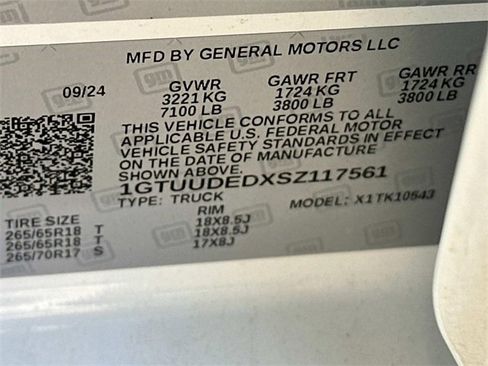 MFD BY GENERAL MOTORS LLC
09/24 GVWR GAWR FRT GAWR RR
3221 KG 1724 KG 1724 KG
7100 LB 3800 LB 3800 LB
THIS VEHICLE CONFORMS TO ALL
APPLICABLE U.S. FEDERAL MOTOR
VEHICLE SAFETY STANDARDS IN EFFECT
ON THE DATE OF MANUFACTURE
SHOWN ABOVE.
1GTUUDEDXSZ117561
TYPE: TRUCK MODEL: X1TK10543
TIRE SIZE RIM
265/65R18 T 18X8.5J
265/65R18 T 18X8.5J
265/70R17 S 17X8J